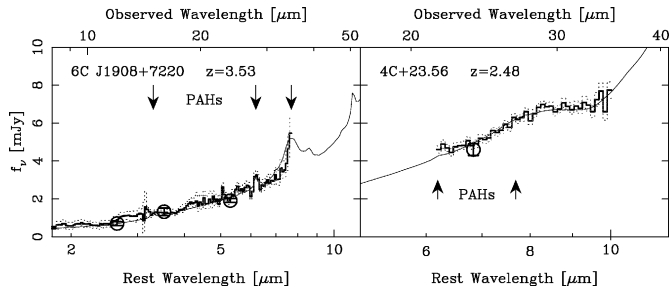 Observed Wavelength [μm]
Observed Wavelength [μm]
10 20 30 50
20 30 40
10
8
6
4
2
0
f_ν [mJy]
6C J1908+7220 z=3.53
PAHs
4C+23.56 z=2.48
PAHs
2 5 10
6 8 10
Rest Wavelength [μm]
Rest Wavelength [μm]